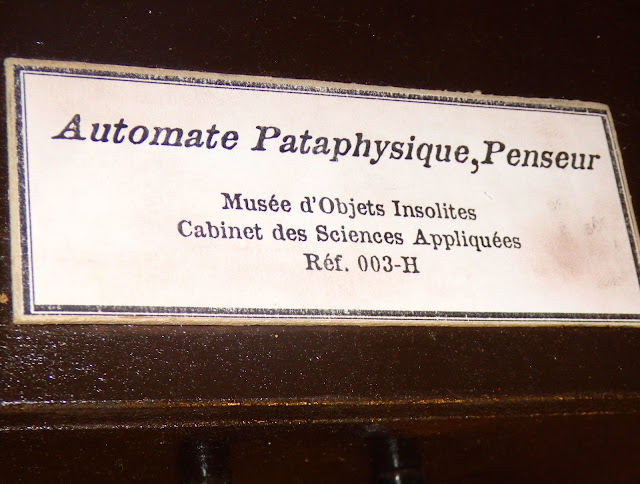 Automate Pataphysique, Penseur
Musée d'Objets Insolites
Cabinet des Sciences Appliquées
Réf. 003-H